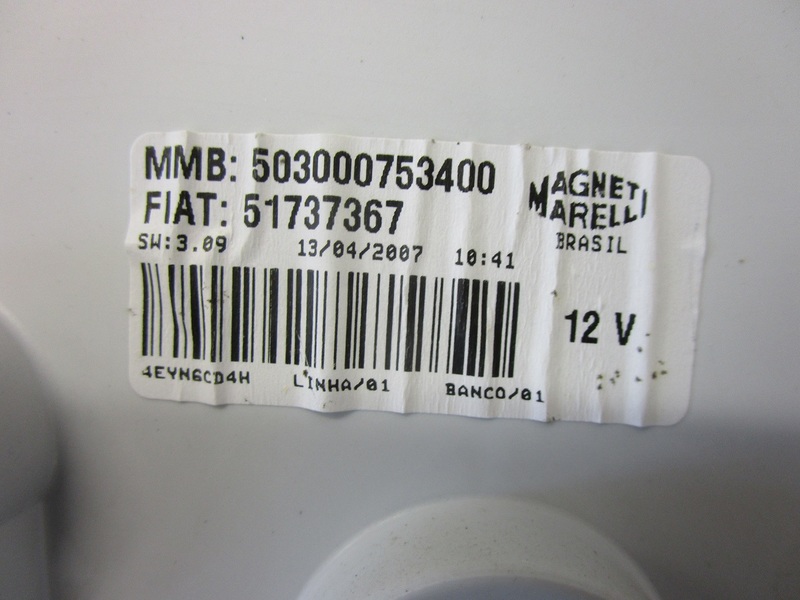 MMB: 503000753400
FIAT: 51737367
SW:3.09 13/04/2007 10:41
MAGNETI
MARELLI
BRASIL
12 V
4EYN6CD4H LINHA/01 BANCO/01